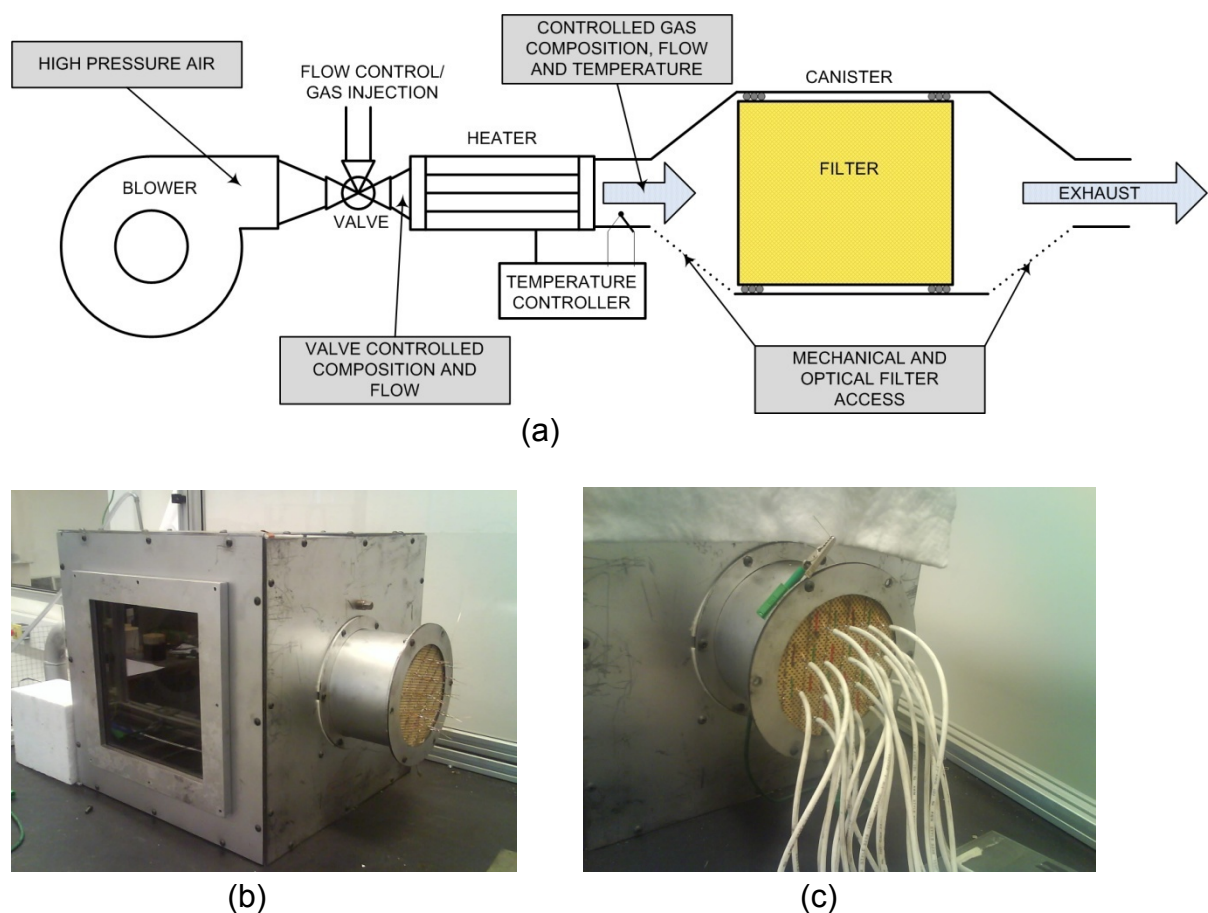 HIGH PRESSURE AIR
FLOW CONTROL/
GAS INJECTION
CONTROLLED GAS
COMPOSITION, FLOW
AND TEMPERATURE
CANISTER
HEATER
BLOWER
VALVE
FILTER
EXHAUST
TEMPERATURE
CONTROLLER
VALVE CONTROLLED
COMPOSITION AND
FLOW
MECHANICAL AND
OPTICAL FILTER
ACCESS
(a)
(b)
(c)